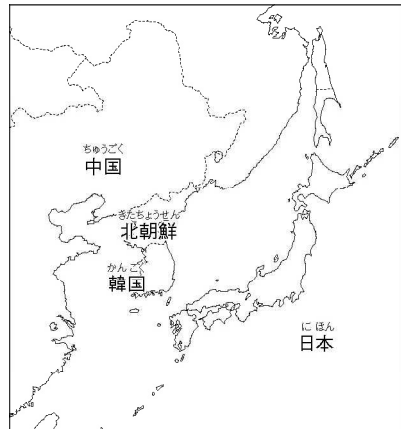 ちゅうごく
中国
きたちょうせん
北朝鮮
かんこく
韓国
にほん
日本